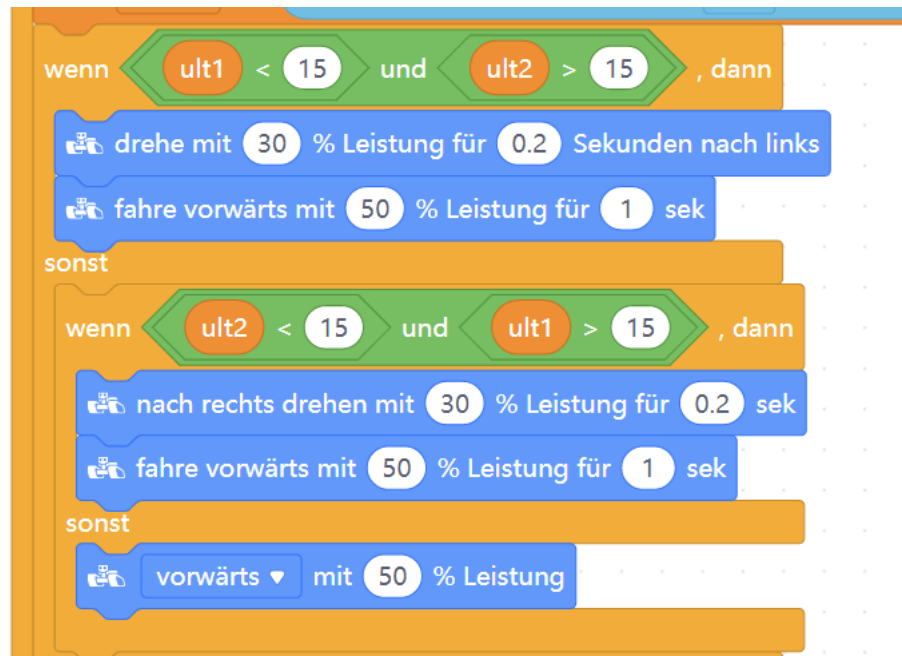 wenn ult1 < 15 und ult2 > 15 , dann
drehe mit 30 % Leistung für 0.2 Sekunden nach links
fahre vorwärts mit 50 % Leistung für 1 sek
sonst
wenn ult2 < 15 und ult1 > 15 , dann
nach rechts drehen mit 30 % Leistung für 0.2 sek
fahre vorwärts mit 50 % Leistung für 1 sek
sonst
vorwärts mit 50 % Leistung